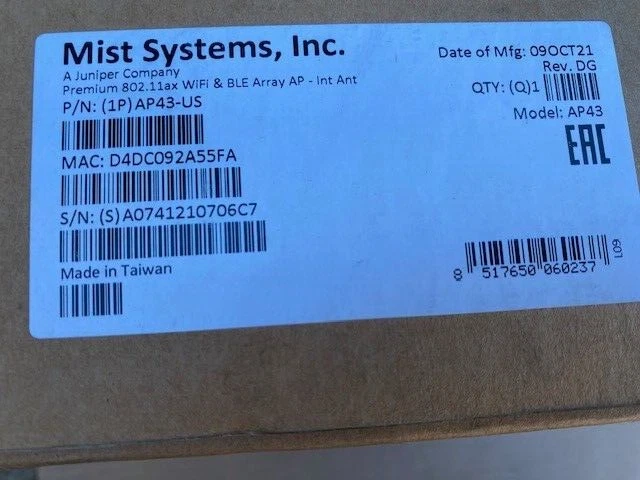 Mist Systems, Inc.
A Juniper Company
Premium 802.11ax WiFi & BLE Array AP - Int Ant
P/N: (1P)AP43-US
MAC: D4DC092A55FA
S/N: (S)A0741210706C7
Made in Taiwan
Date of Mfg: 09OCT21
Rev. DG
QTY: (Q)1
Model: AP43
EAC
8 517650 060237
L09